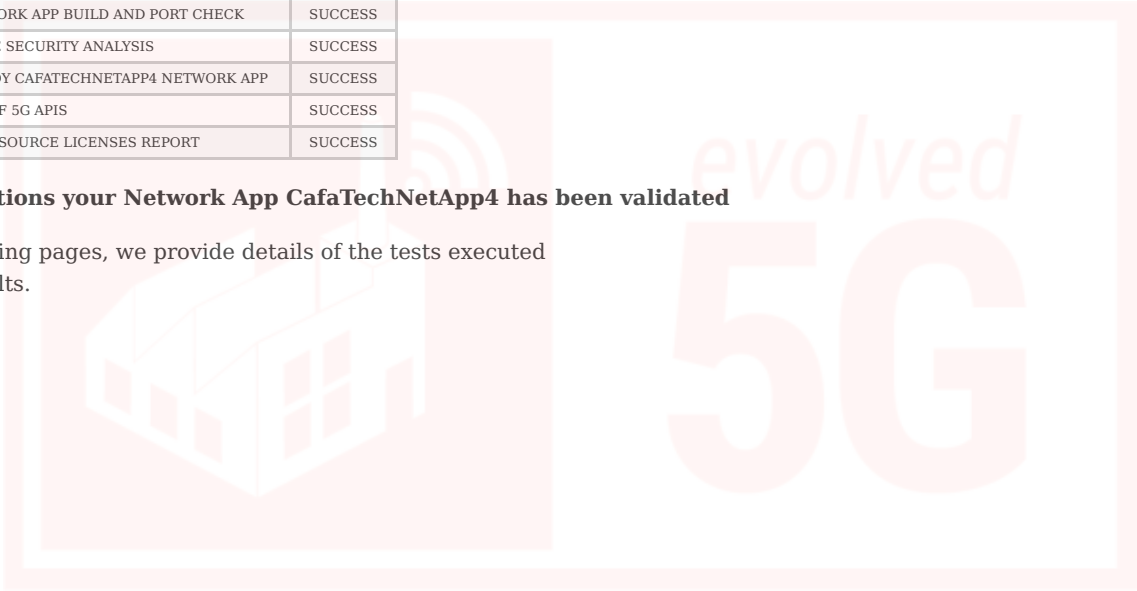 ORK APP BUILD AND PORT CHECK SUCCESS
SECURITY ANALYSIS SUCCESS
OY CAFATECHNETAPP4 NETWORK APP SUCCESS
F 5G APIS SUCCESS
SOURCE LICENSES REPORT SUCCESS
tions your Network App CafaTechNetApp4 has been validated
ing pages, we provide details of the tests executed
lts.
evolved
5G